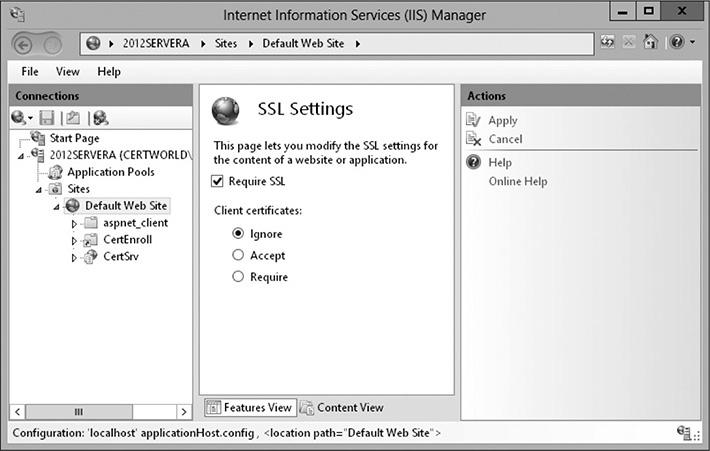 Internet Information Services (IIS) Manager
2012SERVERA Sites Default Web Site
File View Help
Connections
Start Page
2012SERVERA (CERTWORLD\
Application Pools
Sites
Default Web Site
aspnet_client
CertEnroll
CertSrv
SSL Settings
This page lets you modify the SSL settings for
the content of a website or application.
Require SSL
Client certificates:
Ignore
Accept
Require
Features View Content View
Actions
Apply
Cancel
Help
Online Help
Configuration: 'localhost' applicationHost.config , <location path="Default Web Site">